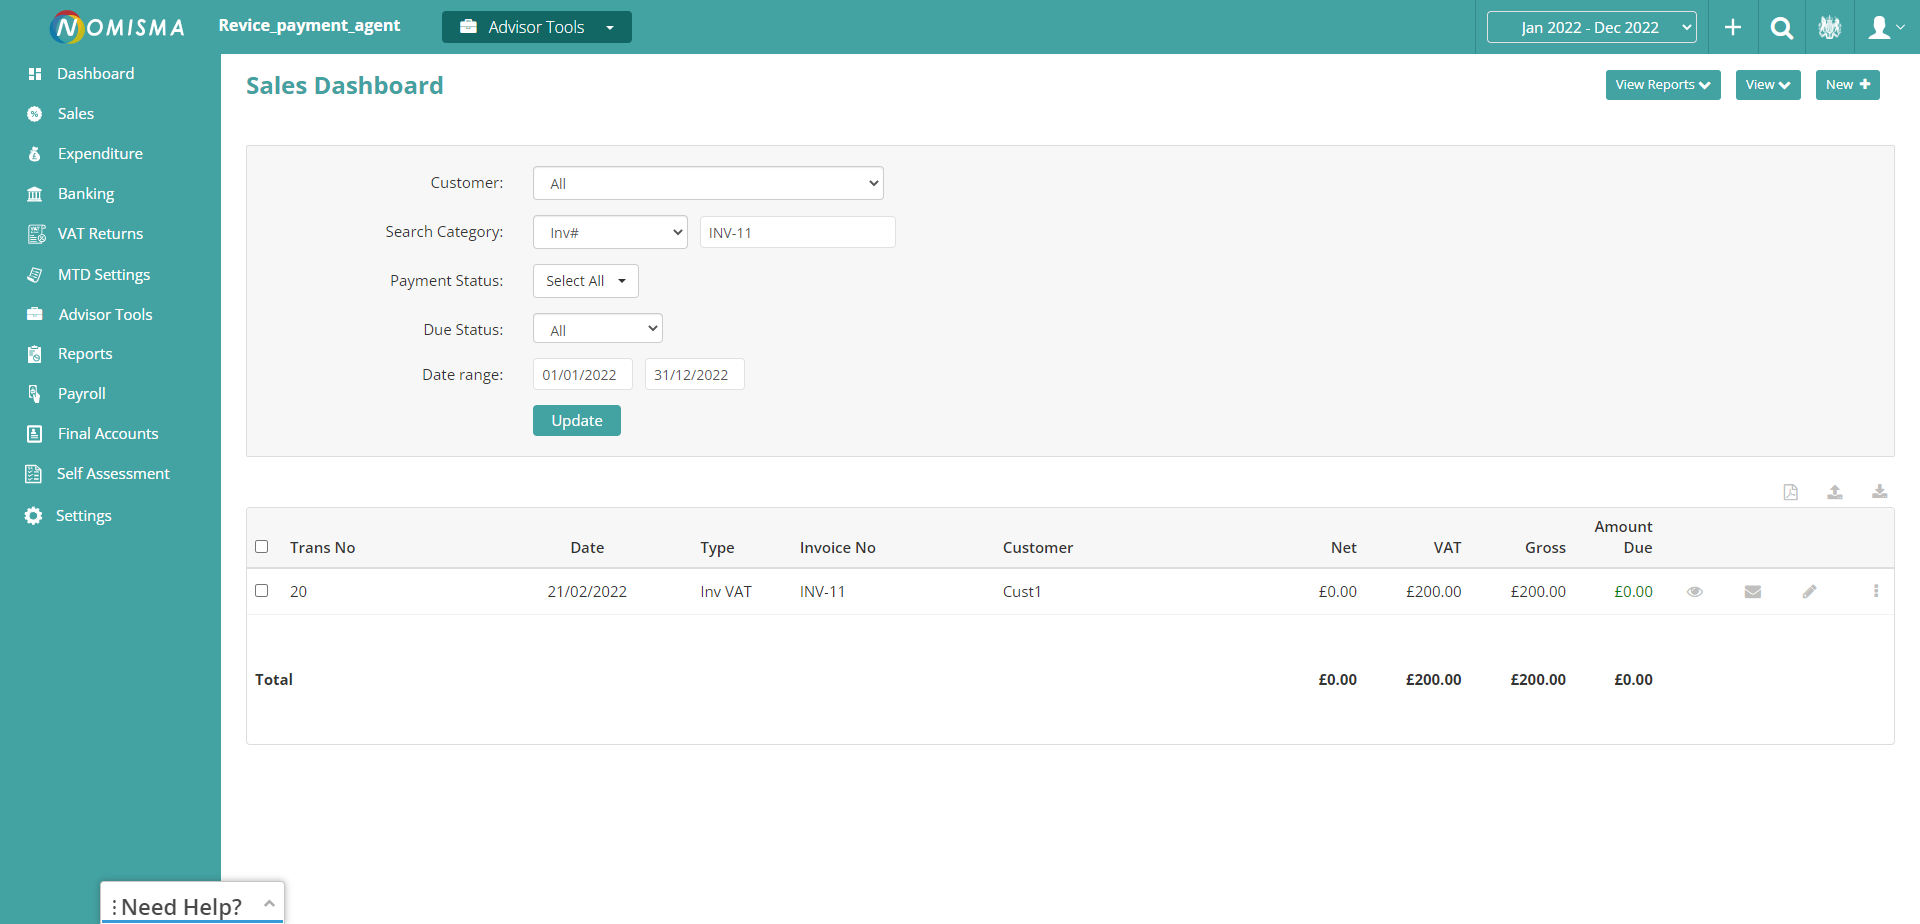 NOMISMA
Revice_payment_agent
Advisor Tools
Jan 2022 - Dec 2022
Dashboard
Sales
Expenditure
Banking
VAT Returns
MTD Settings
Advisor Tools
Reports
Payroll
Final Accounts
Self Assessment
Settings
Sales Dashboard
View Reports
View
New
Customer: All
Search Category: Inv# INV-11
Payment Status: Select All
Due Status: All
Date range: 01/01/2022 31/12/2022
Update
Trans No Date Type Invoice No Customer Net VAT Gross Amount Due
20 21/02/2022 Inv VAT INV-11 Cust1 £0.00 £200.00 £200.00 £0.00
Total £0.00 £200.00 £200.00 £0.00
Need Help?